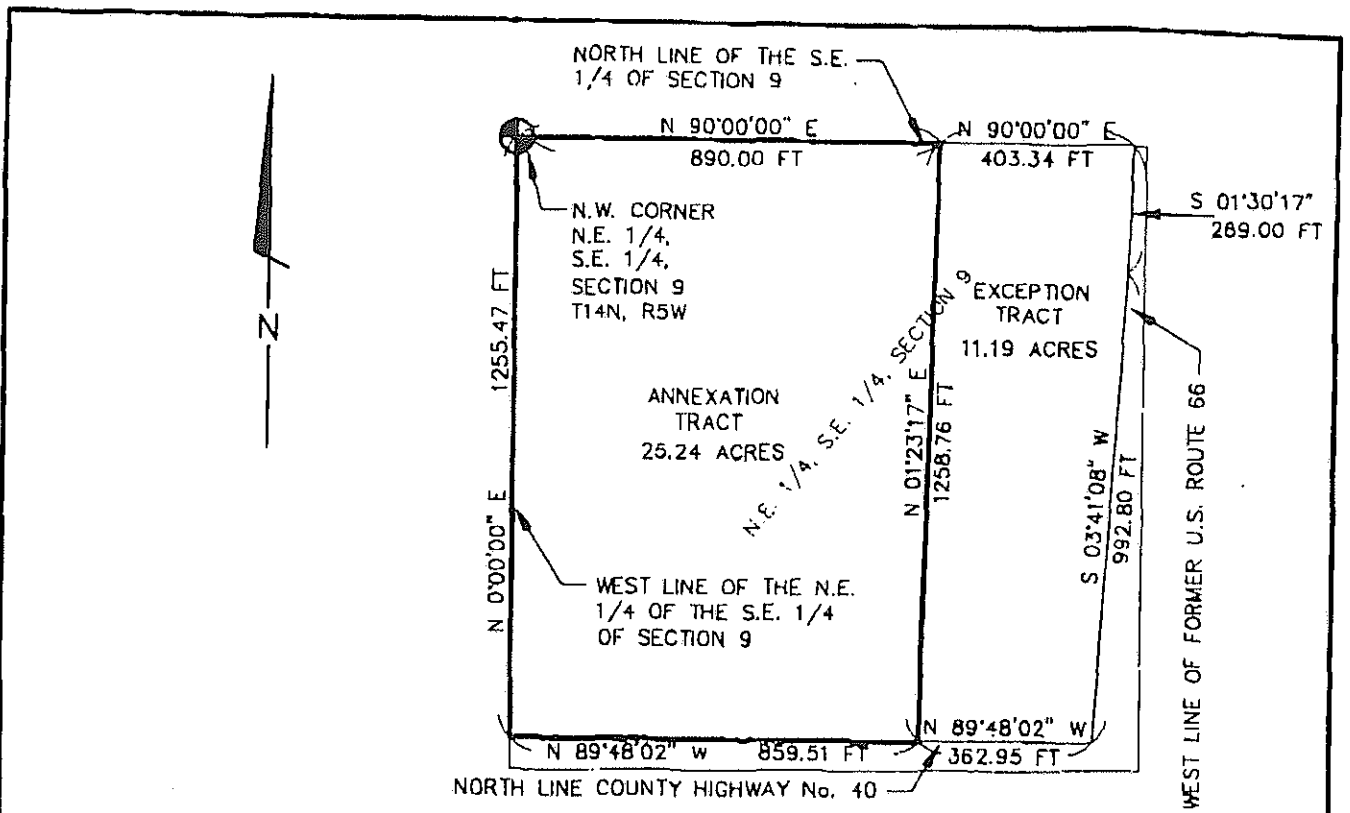 NORTH LINE OF THE S.E.
1/4 OF SECTION 9
N 90°00'00" E
890.00 FT
N 90°00'00" E
403.34 FT
S 01°30'17"
289.00 FT
N.W. CORNER
N.E. 1/4,
S.E. 1/4,
SECTION 9
T14N, R5W
N
1255.47 FT
N 0°00'00" E
EXCEPTION
TRACT
11.19 ACRES
ANNEXATION
TRACT
25.24 ACRES
N.E. 1/4, S.E. 1/4, SECTION 9
N 01°23'17" E
1258.76 FT
S 03°41'08" W
992.80 FT
WEST LINE OF FORMER U.S. ROUTE 66
WEST LINE OF THE N.E.
1/4 OF THE S.E. 1/4
OF SECTION 9
N 89°48'02" W 859.51 FT
N 89°48'02" W
362.95 FT
NORTH LINE COUNTY HIGHWAY No. 40